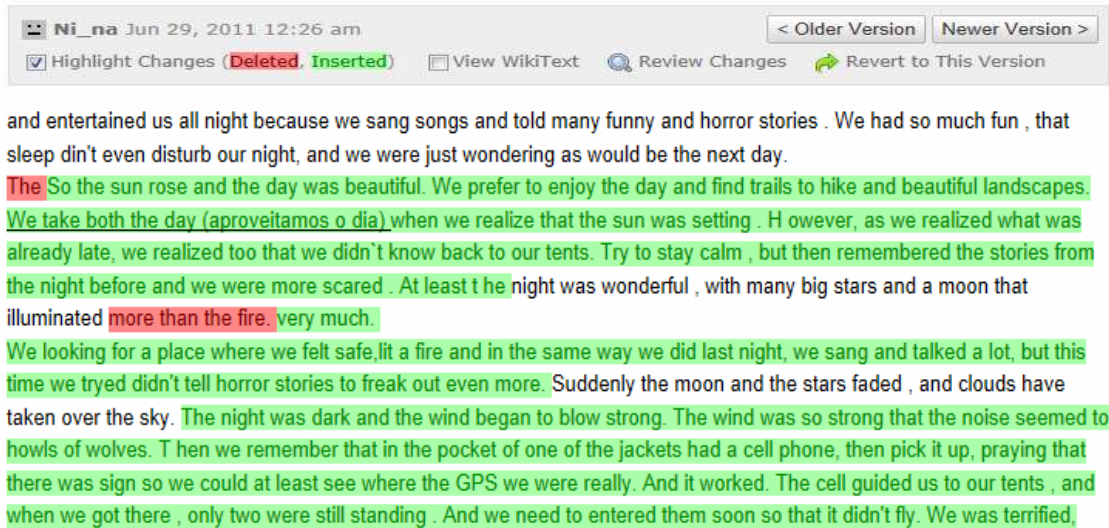 Ni_na Jun 29, 2011 12:26 am
< Older Version Newer Version >
Highlight Changes (Deleted, Inserted) View WikiText Review Changes Revert to This Version
and entertained us all night because we sang songs and told many funny and horror stories . We had so much fun , that
sleep din't even disturb our night, and we were just wondering as would be the next day.
The So the sun rose and the day was beautiful. We prefer to enjoy the day and find trails to hike and beautiful landscapes.
We take both the day (aproveitamos o dia) when we realize that the sun was setting . H owever, as we realized what was
already late, we realized too that we didn`t know back to our tents. Try to stay calm , but then remembered the stories from
the night before and we were more scared . At least t he night was wonderful , with many big stars and a moon that
illuminated more than the fire. very much.
We looking for a place where we felt safe,lit a fire and in the same way we did last night, we sang and talked a lot, but this
time we tryed didn't tell horror stories to freak out even more. Suddenly the moon and the stars faded , and clouds have
taken over the sky. The night was dark and the wind began to blow strong. The wind was so strong that the noise seemed to
howls of wolves. T hen we remember that in the pocket of one of the jackets had a cell phone, then pick it up, praying that
there was sign so we could at least see where the GPS we were really. And it worked. The cell guided us to our tents , and
when we got there , only two were still standing . And we need to entered them soon so that it didn't fly. We was terrified,